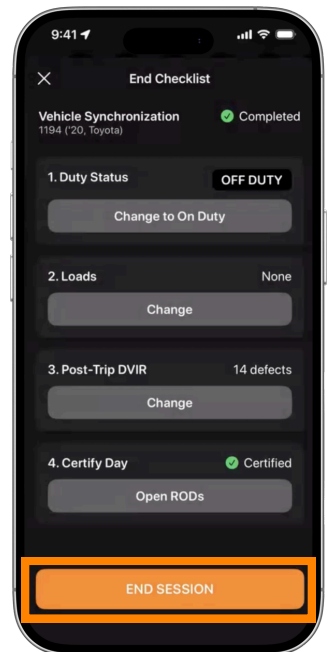 9:41
End Checklist
Vehicle Synchronization
Completed
1194 ('20, Toyota)
1. Duty Status
OFF DUTY
Change to On Duty
2. Loads
None
Change
3. Post-Trip DVIR
14 defects
Change
4. Certify Day
Certified
Open RODs
END SESSION